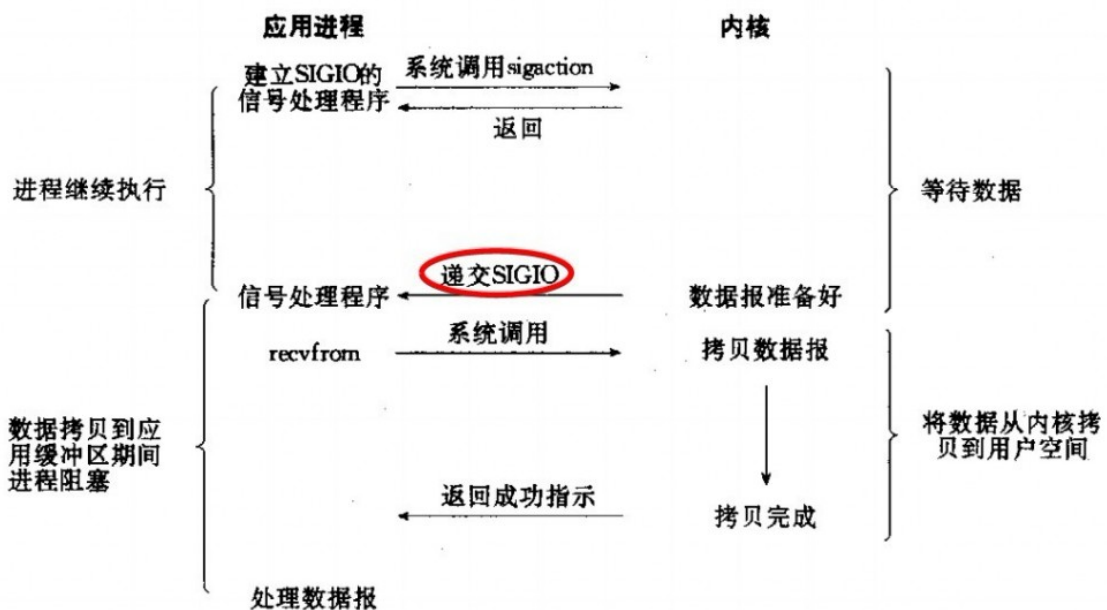 应用进程
内核
建立SIGIO的
信号处理程序
系统调用sigaction
返回
进程继续执行
等待数据
递交SIGIO
信号处理程序
数据报准备好
系统调用
recvfrom
拷贝数据报
数据拷贝到应
用缓冲区期间
进程阻塞
将数据从内核拷
贝到用户空间
返回成功指示
拷贝完成
处理数据报